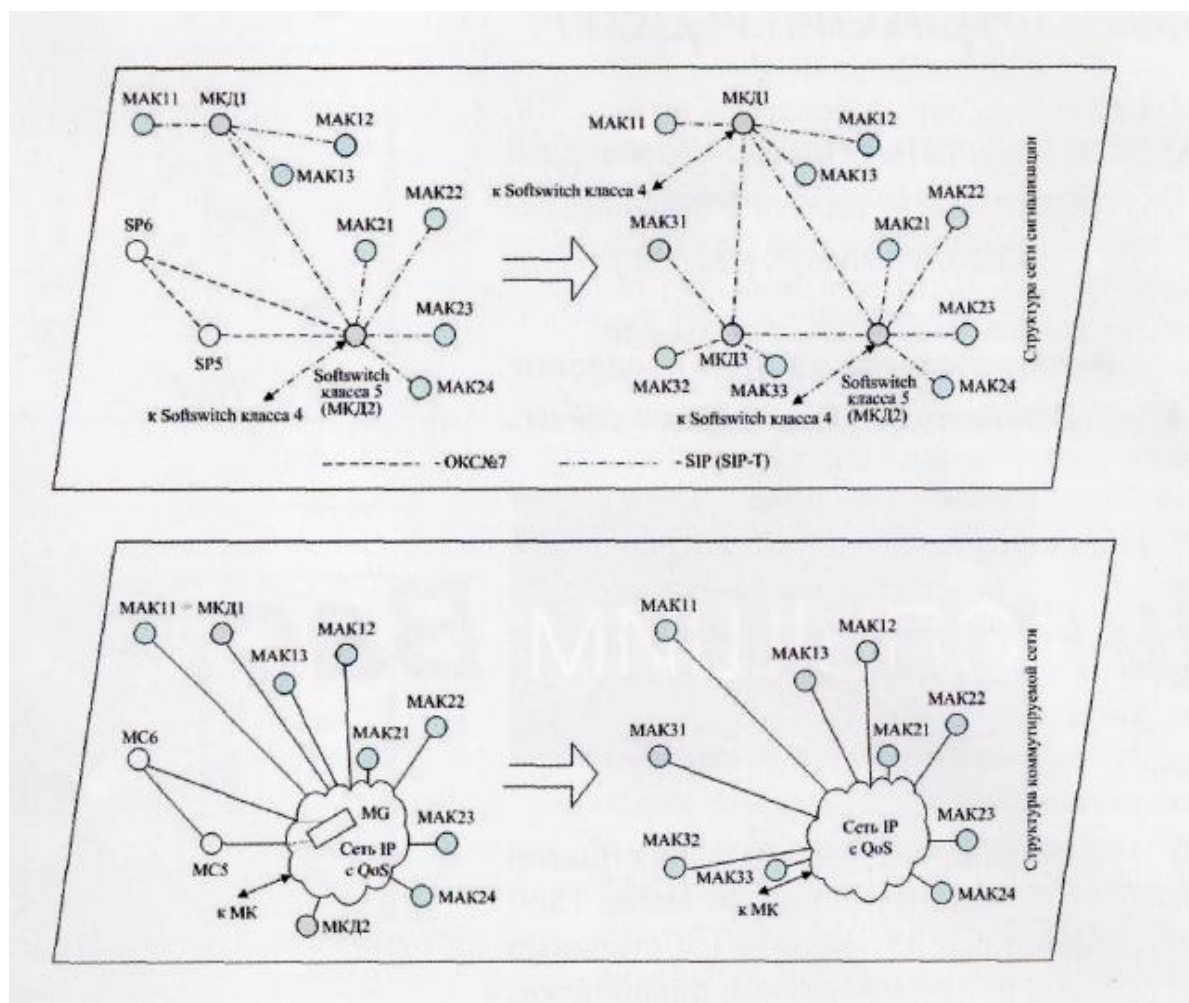 МАК11
МКД1
МАК12
МАК13
МАК22
SP6
МАК21
МАК23
SP5
Softswitch
класса 5
(МКД2)
МАК24
к Softswitch класса 4
МКД1
МАК11
МАК12
МАК13
к Softswitch класса 4
МАК22
МАК31
МАК21
МАК23
МКД3
МАК32
МАК33
Softswitch
класса 5
(МКД2)
МАК24
к Softswitch класса 4
- ОКС№7
- SIP (SIP-T)
Структура сети сигнализации
МАК11
МКД1
МАК12
МАК13
МАК22
МС6
МАК21
MG
МАК23
Сеть IP
с QoS
МС5
МАК24
к МК
МКД2
МАК11
МАК12
МАК13
МАК22
МАК31
МАК21
МАК23
Сеть IP
с QoS
МАК32
МАК33
МАК24
к МК
Структура коммутируемой сети